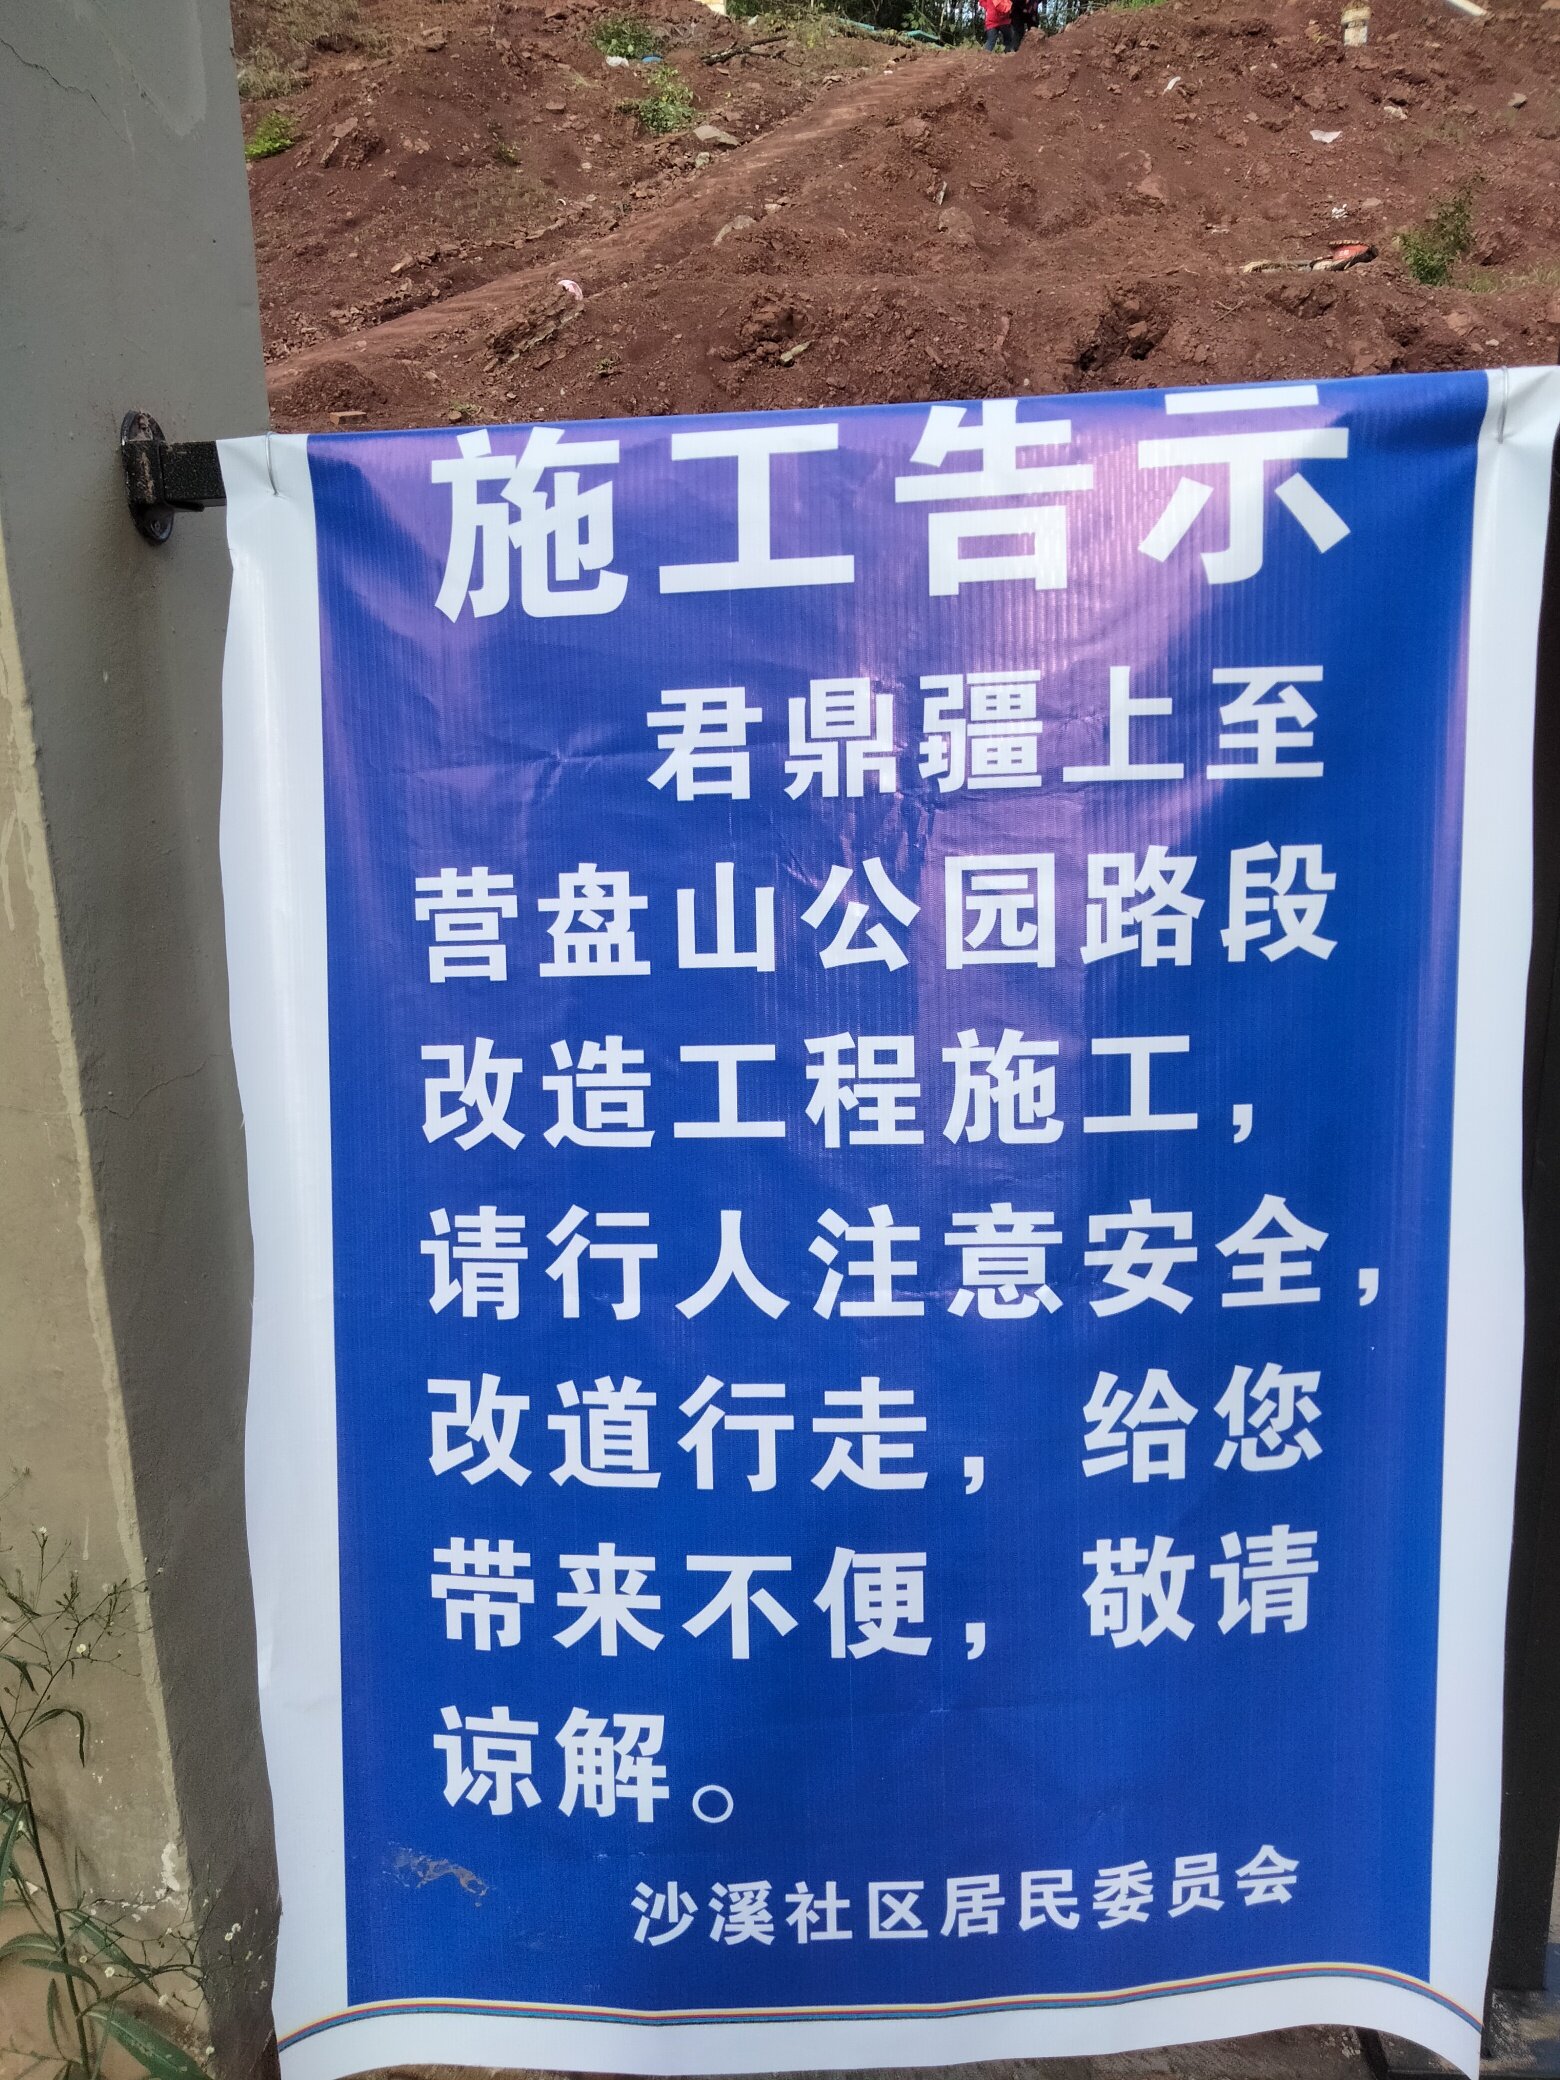 施工告示
君鼎疆上至
营盘山公园路段
改造工程施工，
请行人注意安全，
改道行走，给您
带来不便，敬请
谅解。
沙溪社区居民委员会